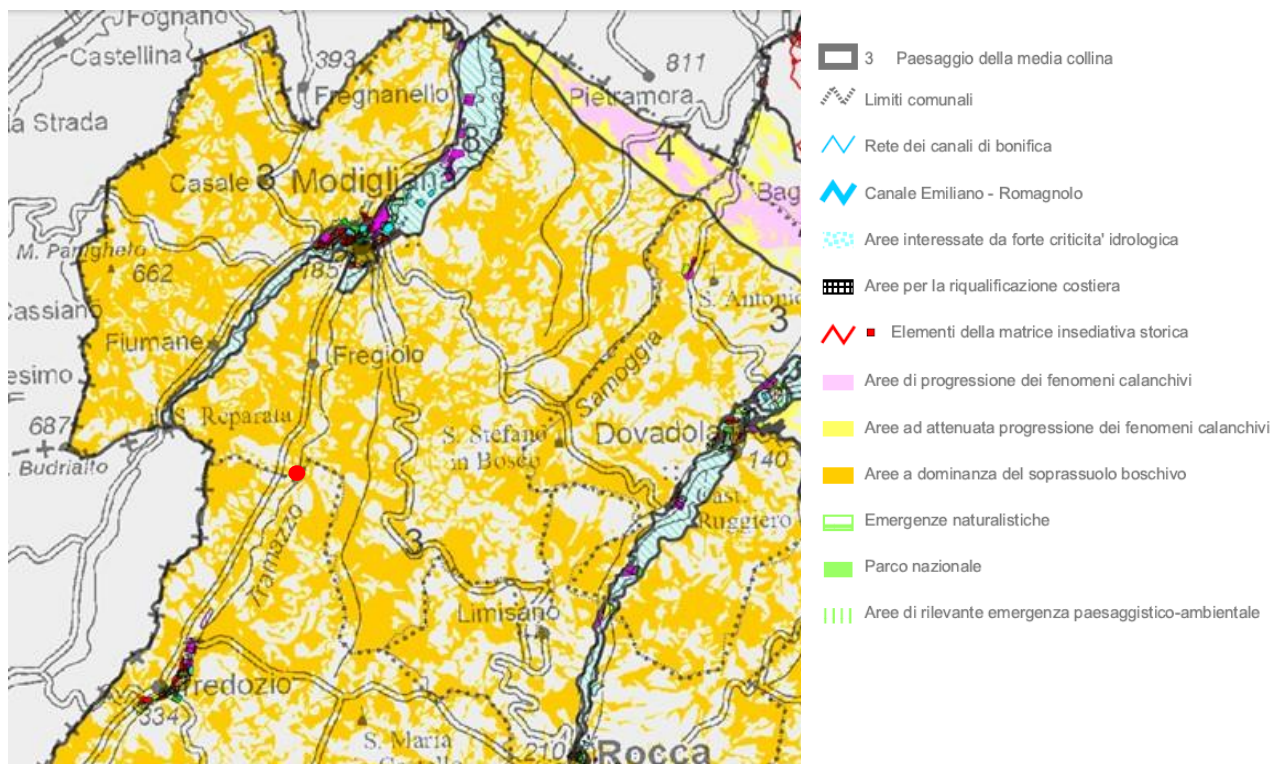 Fognano
Castellina
393
811
Fregnanello
Pietramora
a Strada
8
4
Casale 3 Modigliana
Bag
M. Panigheto
662
185
S. Antonio
Cassiano
3
Fiumane
Fregiolo
Samoggia
esimo
S. Reparata
687
S. Stefano
in Bosco
Dovadola
140
. Budrialto
Cast.
Ruggiero
Tramazzo
3
Limisano
Tredozio
334
S. Maria
210
Rocca
3 Paesaggio della media collina
Limiti comunali
Rete dei canali di bonifica
Canale Emiliano - Romagnolo
Aree interessate da forte criticita' idrologica
Aree per la riqualificazione costiera
Elementi della matrice insediativa storica
Aree di progressione dei fenomeni calanchivi
Aree ad attenuata progressione dei fenomeni calanchivi
Aree a dominanza del soprassuolo boschivo
Emergenze naturalistiche
Parco nazionale
Aree di rilevante emergenza paesaggistico-ambientale